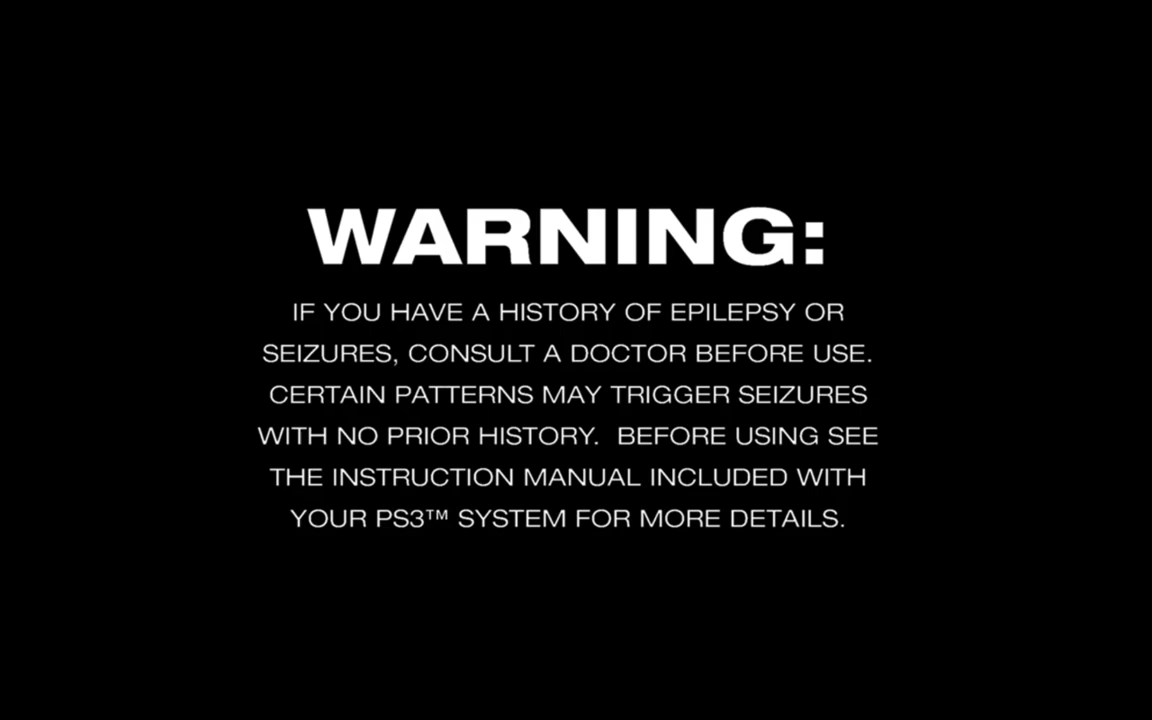 WARNING:
IF YOU HAVE A HISTORY OF EPILEPSY OR
SEIZURES, CONSULT A DOCTOR BEFORE USE.
CERTAIN PATTERNS MAY TRIGGER SEIZURES
WITH NO PRIOR HISTORY.  BEFORE USING SEE
THE INSTRUCTION MANUAL INCLUDED WITH
YOUR PS3™ SYSTEM FOR MORE DETAILS.